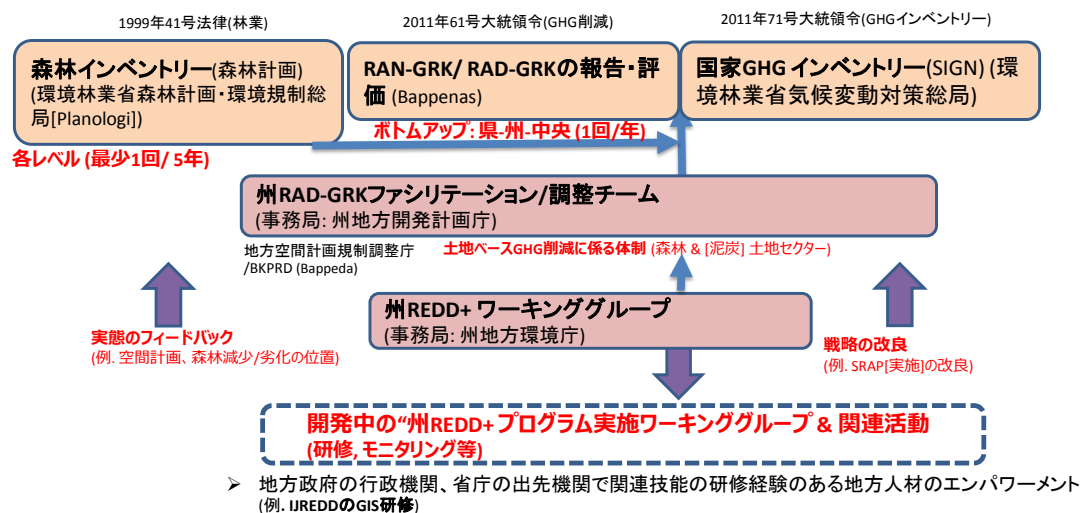 1999年41号法律(林業)
2011年61号大統領令(GHG削減)
2011年71号大統領令(GHGインベントリー)
森林インベントリー(森林計画)
(環境林業省森林計画・環境規制総
局[Planologi])
RAN-GRK/ RAD-GRKの報告・評
価 (Bappenas)
国家GHG インベントリー(SIGN) (環
境林業省気候変動対策総局)
ボトムアップ: 県-州-中央 (1回/年)
各レベル (最少1回/ 5年)
州RAD-GRKファシリテーション/調整チーム
(事務局: 州地方開発計画庁)
地方空間計画規制調整庁
/BKPRD (Bappeda)
土地ベースGHG削減に係る体制 (森林 & [泥炭] 土地セクター)
州REDD+ ワーキンググループ
(事務局: 州地方環境庁)
実態のフィードバック
(例. 空間計画、森林減少/劣化の位置)
戦略の改良
(例. SRAP[実施]の改良)
開発中の“州REDD+ プログラム実施ワーキンググループ & 関連活動
(研修, モニタリング等)
➢ 地方政府の行政機関、省庁の出先機関で関連技能の研修経験のある地方人材のエンパワーメント
(例. IJREDDのGIS研修)